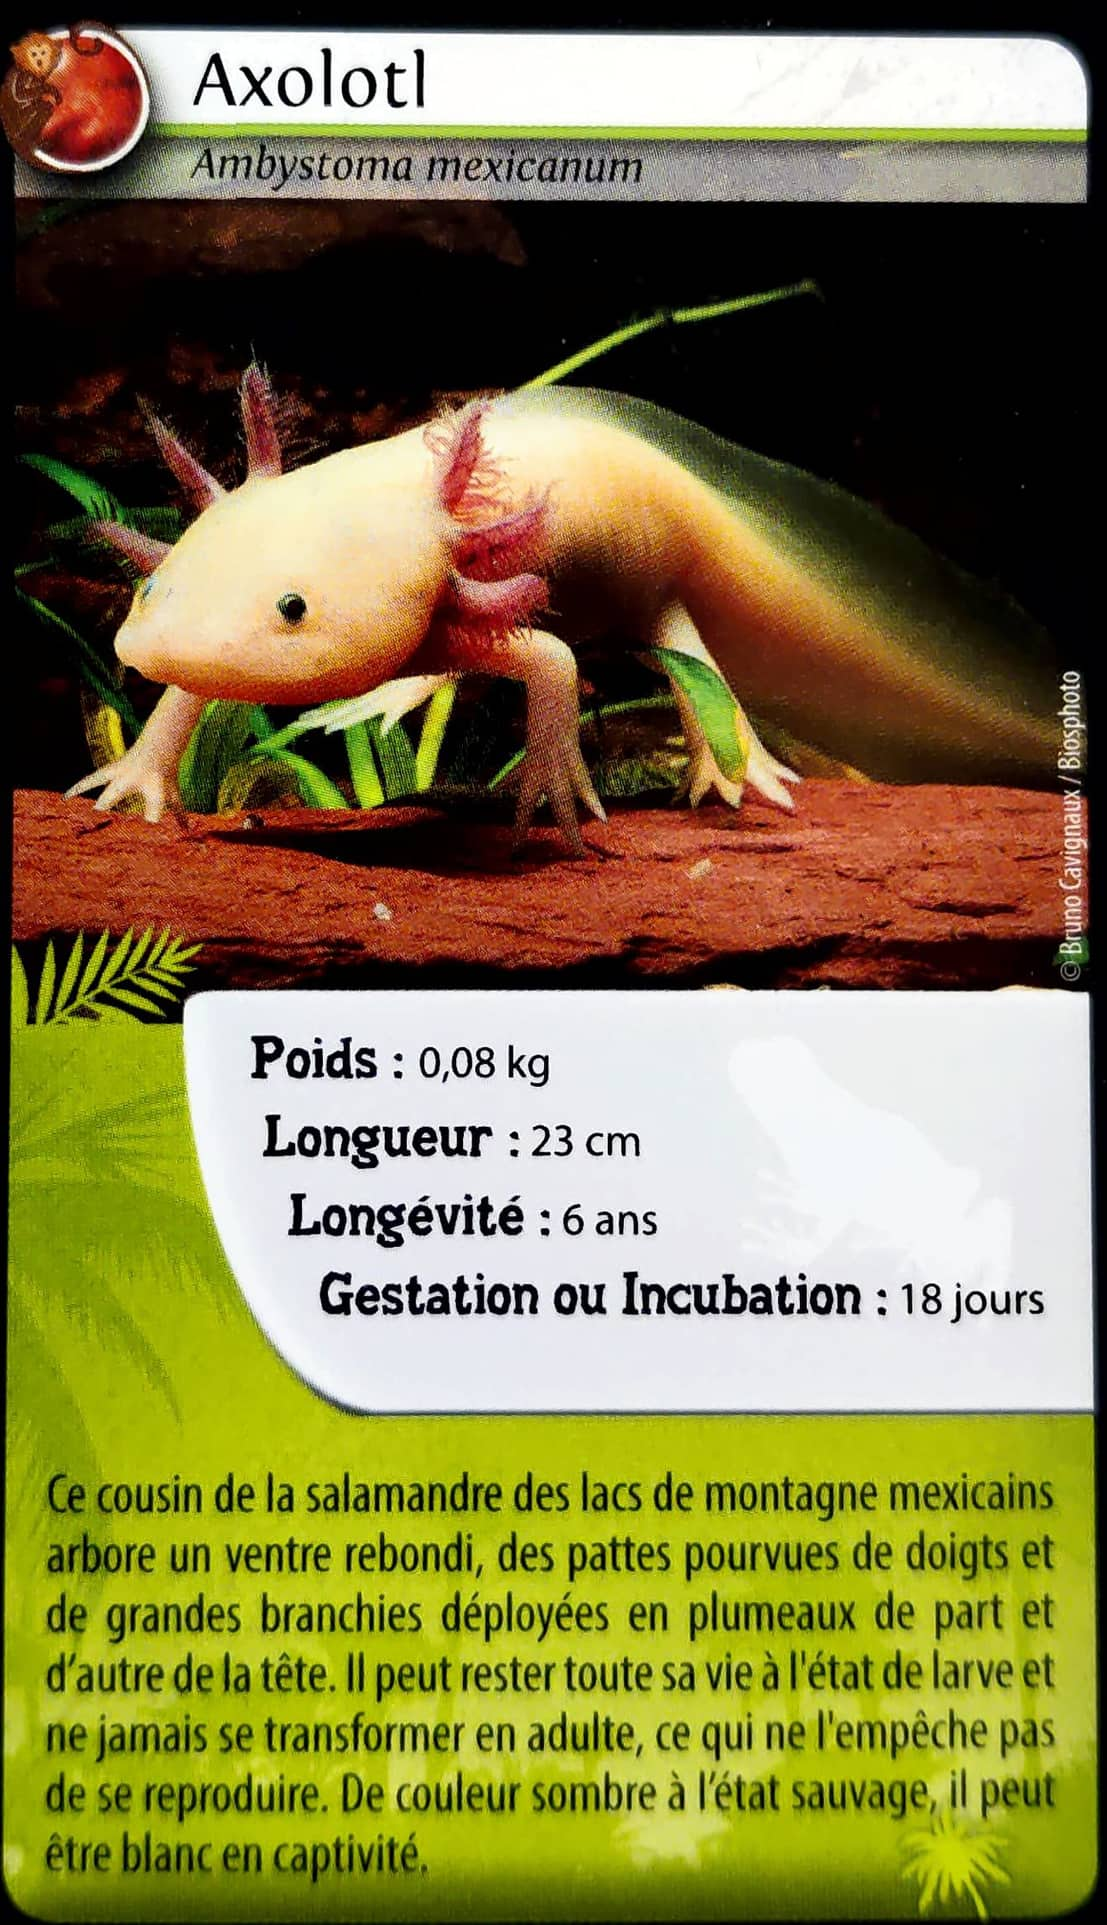 Axolotl
Ambystoma mexicanum
© Bruno Cavignaux / Biosphoto
Poids : 0,08 kg
Longueur : 23 cm
Longévité : 6 ans
Gestation ou Incubation : 18 jours
Ce cousin de la salamandre des lacs de montagne mexicains
arbore un ventre rebondi, des pattes pourvues de doigts et
de grandes branchies déployées en plumeaux de part et
d'autre de la tête. Il peut rester toute sa vie à l'état de larve et
ne jamais se transformer en adulte, ce qui ne l'empêche pas
de se reproduire. De couleur sombre à l'état sauvage, il peut
être blanc en captivité.